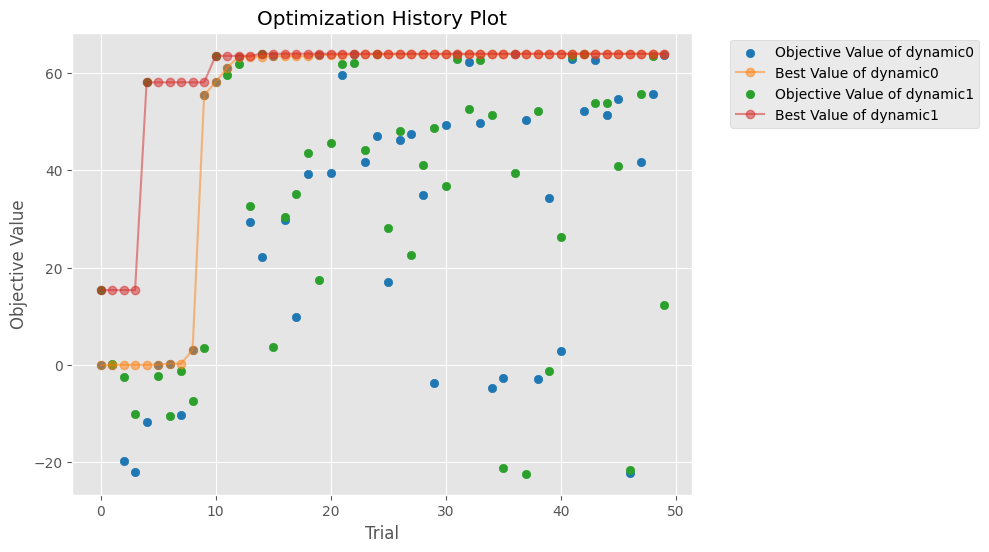 Optimization History Plot
Objective Value of dynamic0
Best Value of dynamic0
Objective Value of dynamic1
Best Value of dynamic1
Objective Value
60
40
20
0
−20
0 10 20 30 40 50
Trial